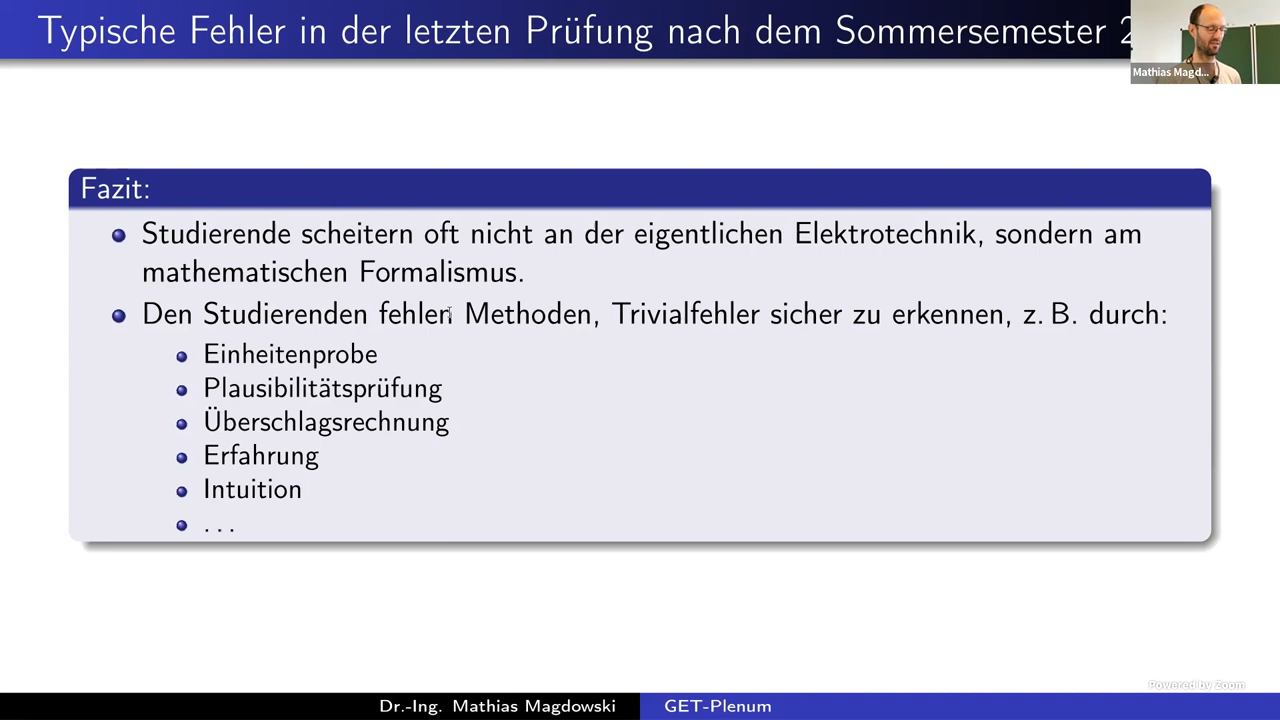 Typische Fehler in der letzten Prüfung nach dem Sommersemester 2
Mathias Magd...
Fazit:
Studierende scheitern oft nicht an der eigentlichen Elektrotechnik, sondern am
mathematischen Formalismus.
Den Studierenden fehlen Methoden, Trivialfehler sicher zu erkennen, z. B. durch:
Einheitenprobe
Plausibilitätsprüfung
Überschlagsrechnung
Erfahrung
Intuition
...
Powered by Zoom
Dr.-Ing. Mathias Magdowski
GET-Plenum